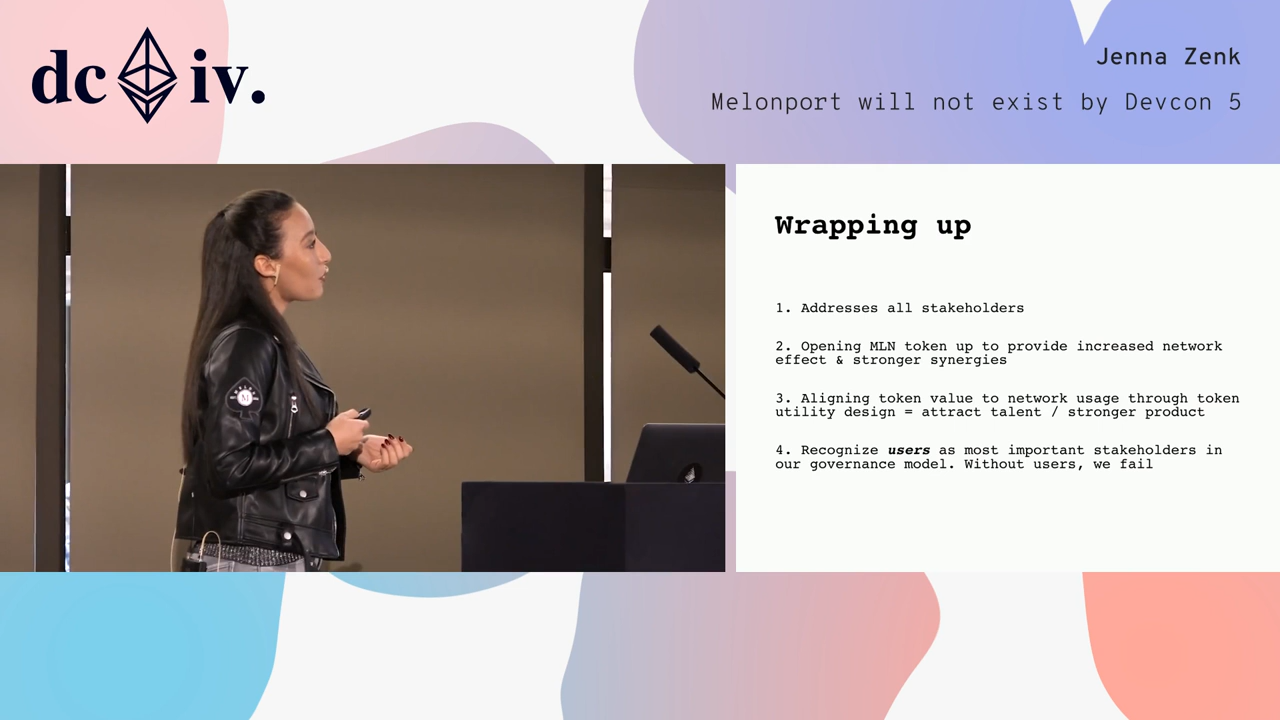 dc iv.
Jenna Zenk
Melonport will not exist by Devcon 5
Wrapping up
1. Addresses all stakeholders
2. Opening MLN token up to provide increased network
effect & stronger synergies
3. Aligning token value to network usage through token
utility design = attract talent / stronger product
4. Recognize users as most important stakeholders in
our governance model. Without users, we fail
M